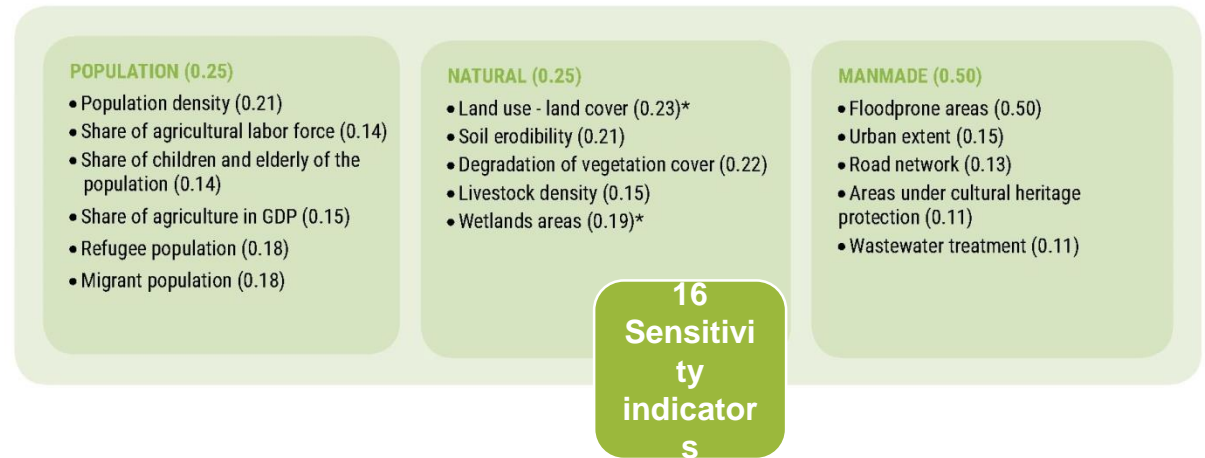 POPULATION (0.25)
• Population density (0.21)
• Share of agricultural labor force (0.14)
• Share of children and elderly of the
population (0.14)
• Share of agriculture in GDP (0.15)
• Refugee population (0.18)
• Migrant population (0.18)
NATURAL (0.25)
• Land use - land cover (0.23)*
• Soil erodibility (0.21)
• Degradation of vegetation cover (0.22)
• Livestock density (0.15)
• Wetlands areas (0.19)*
MANMADE (0.50)
• Floodprone areas (0.50)
• Urban extent (0.15)
• Road network (0.13)
• Areas under cultural heritage
protection (0.11)
• Wastewater treatment (0.11)
16
Sensitivi
ty
indicator
s